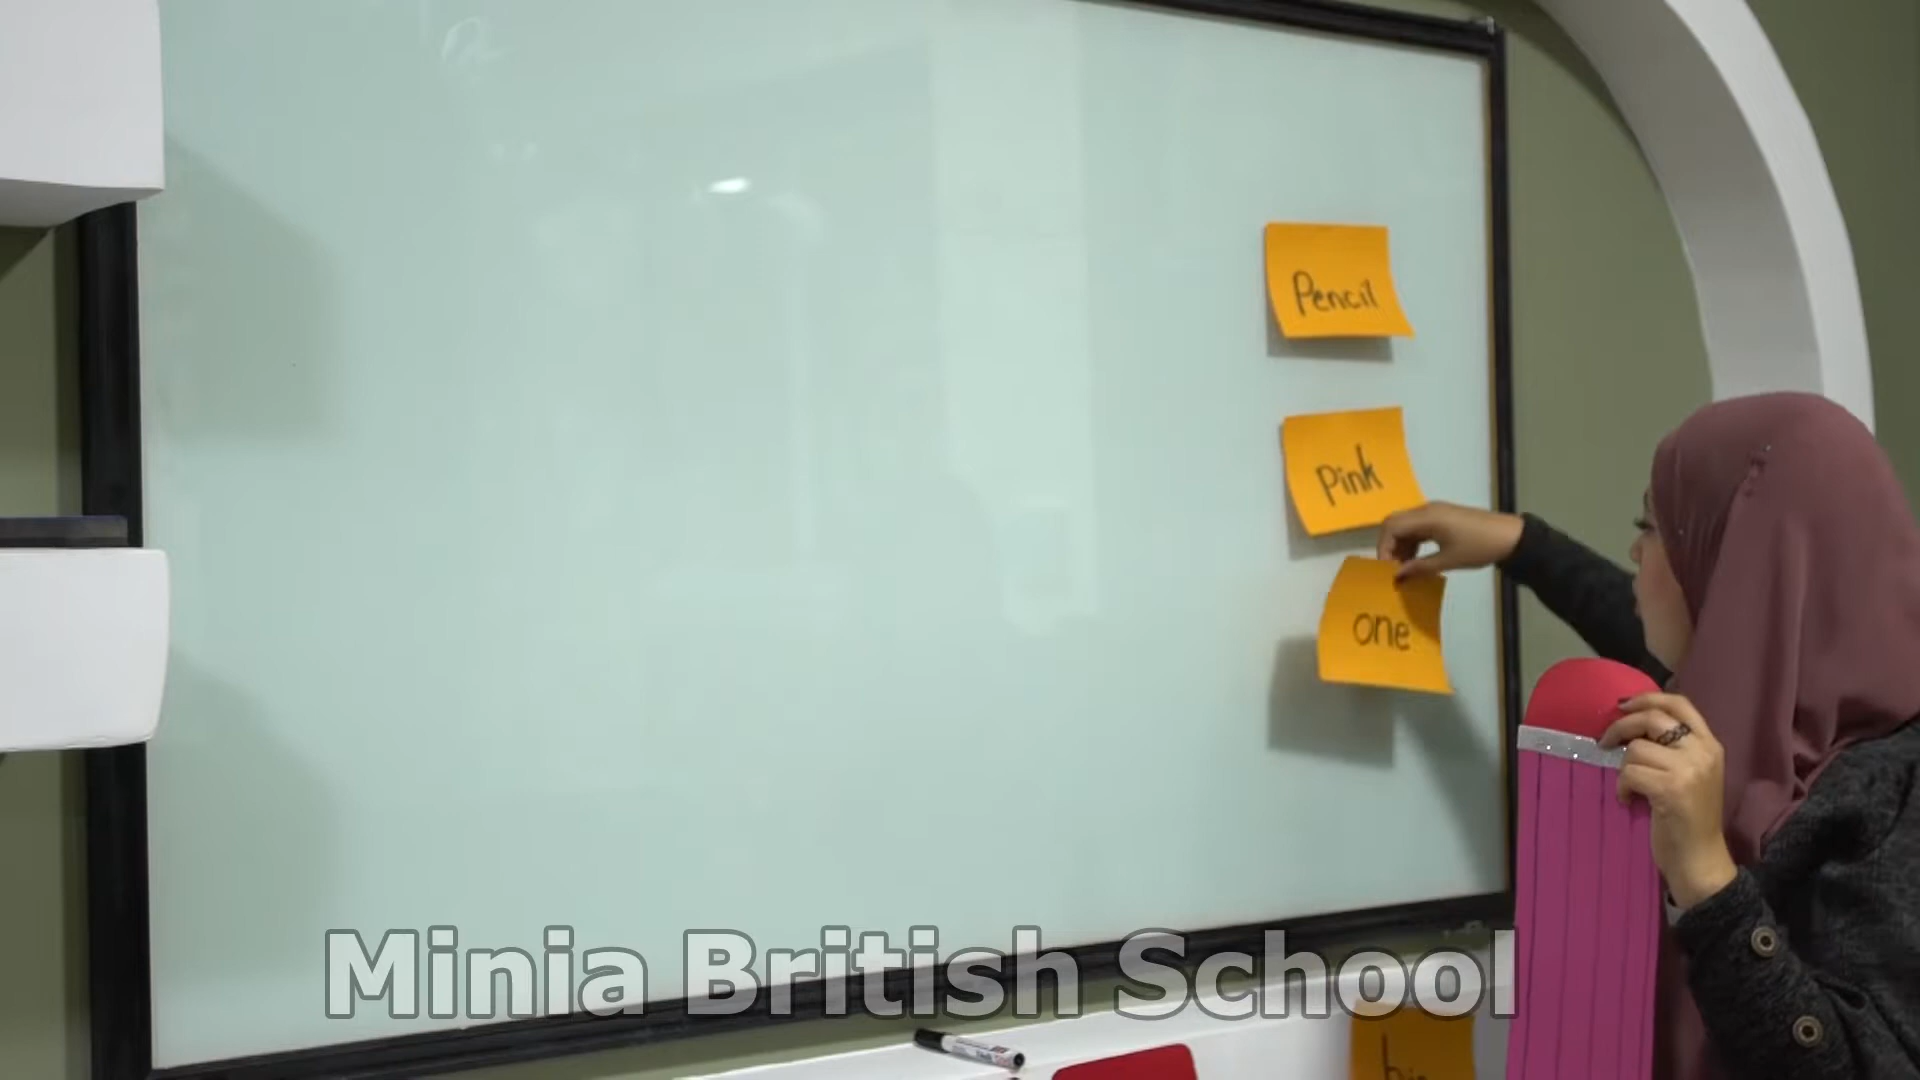 Pencil
pink
one
Minia British School